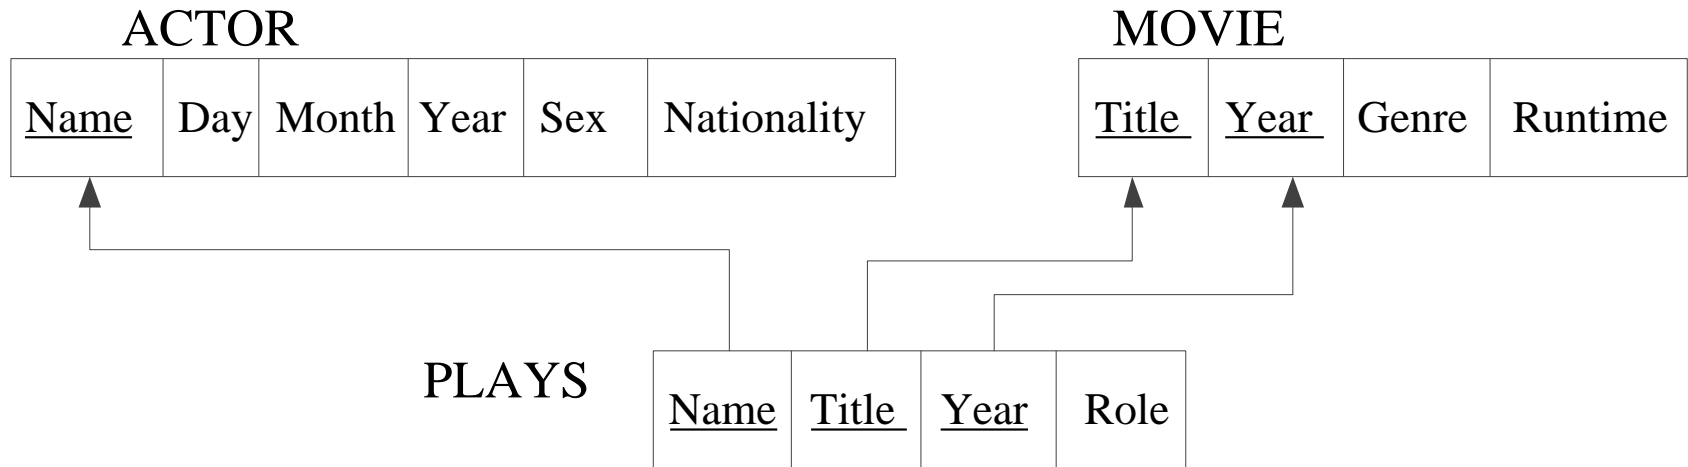 ACTOR
Name Day Month Year Sex Nationality
MOVIE
Title Year Genre Runtime
PLAYS
Name Title Year Role